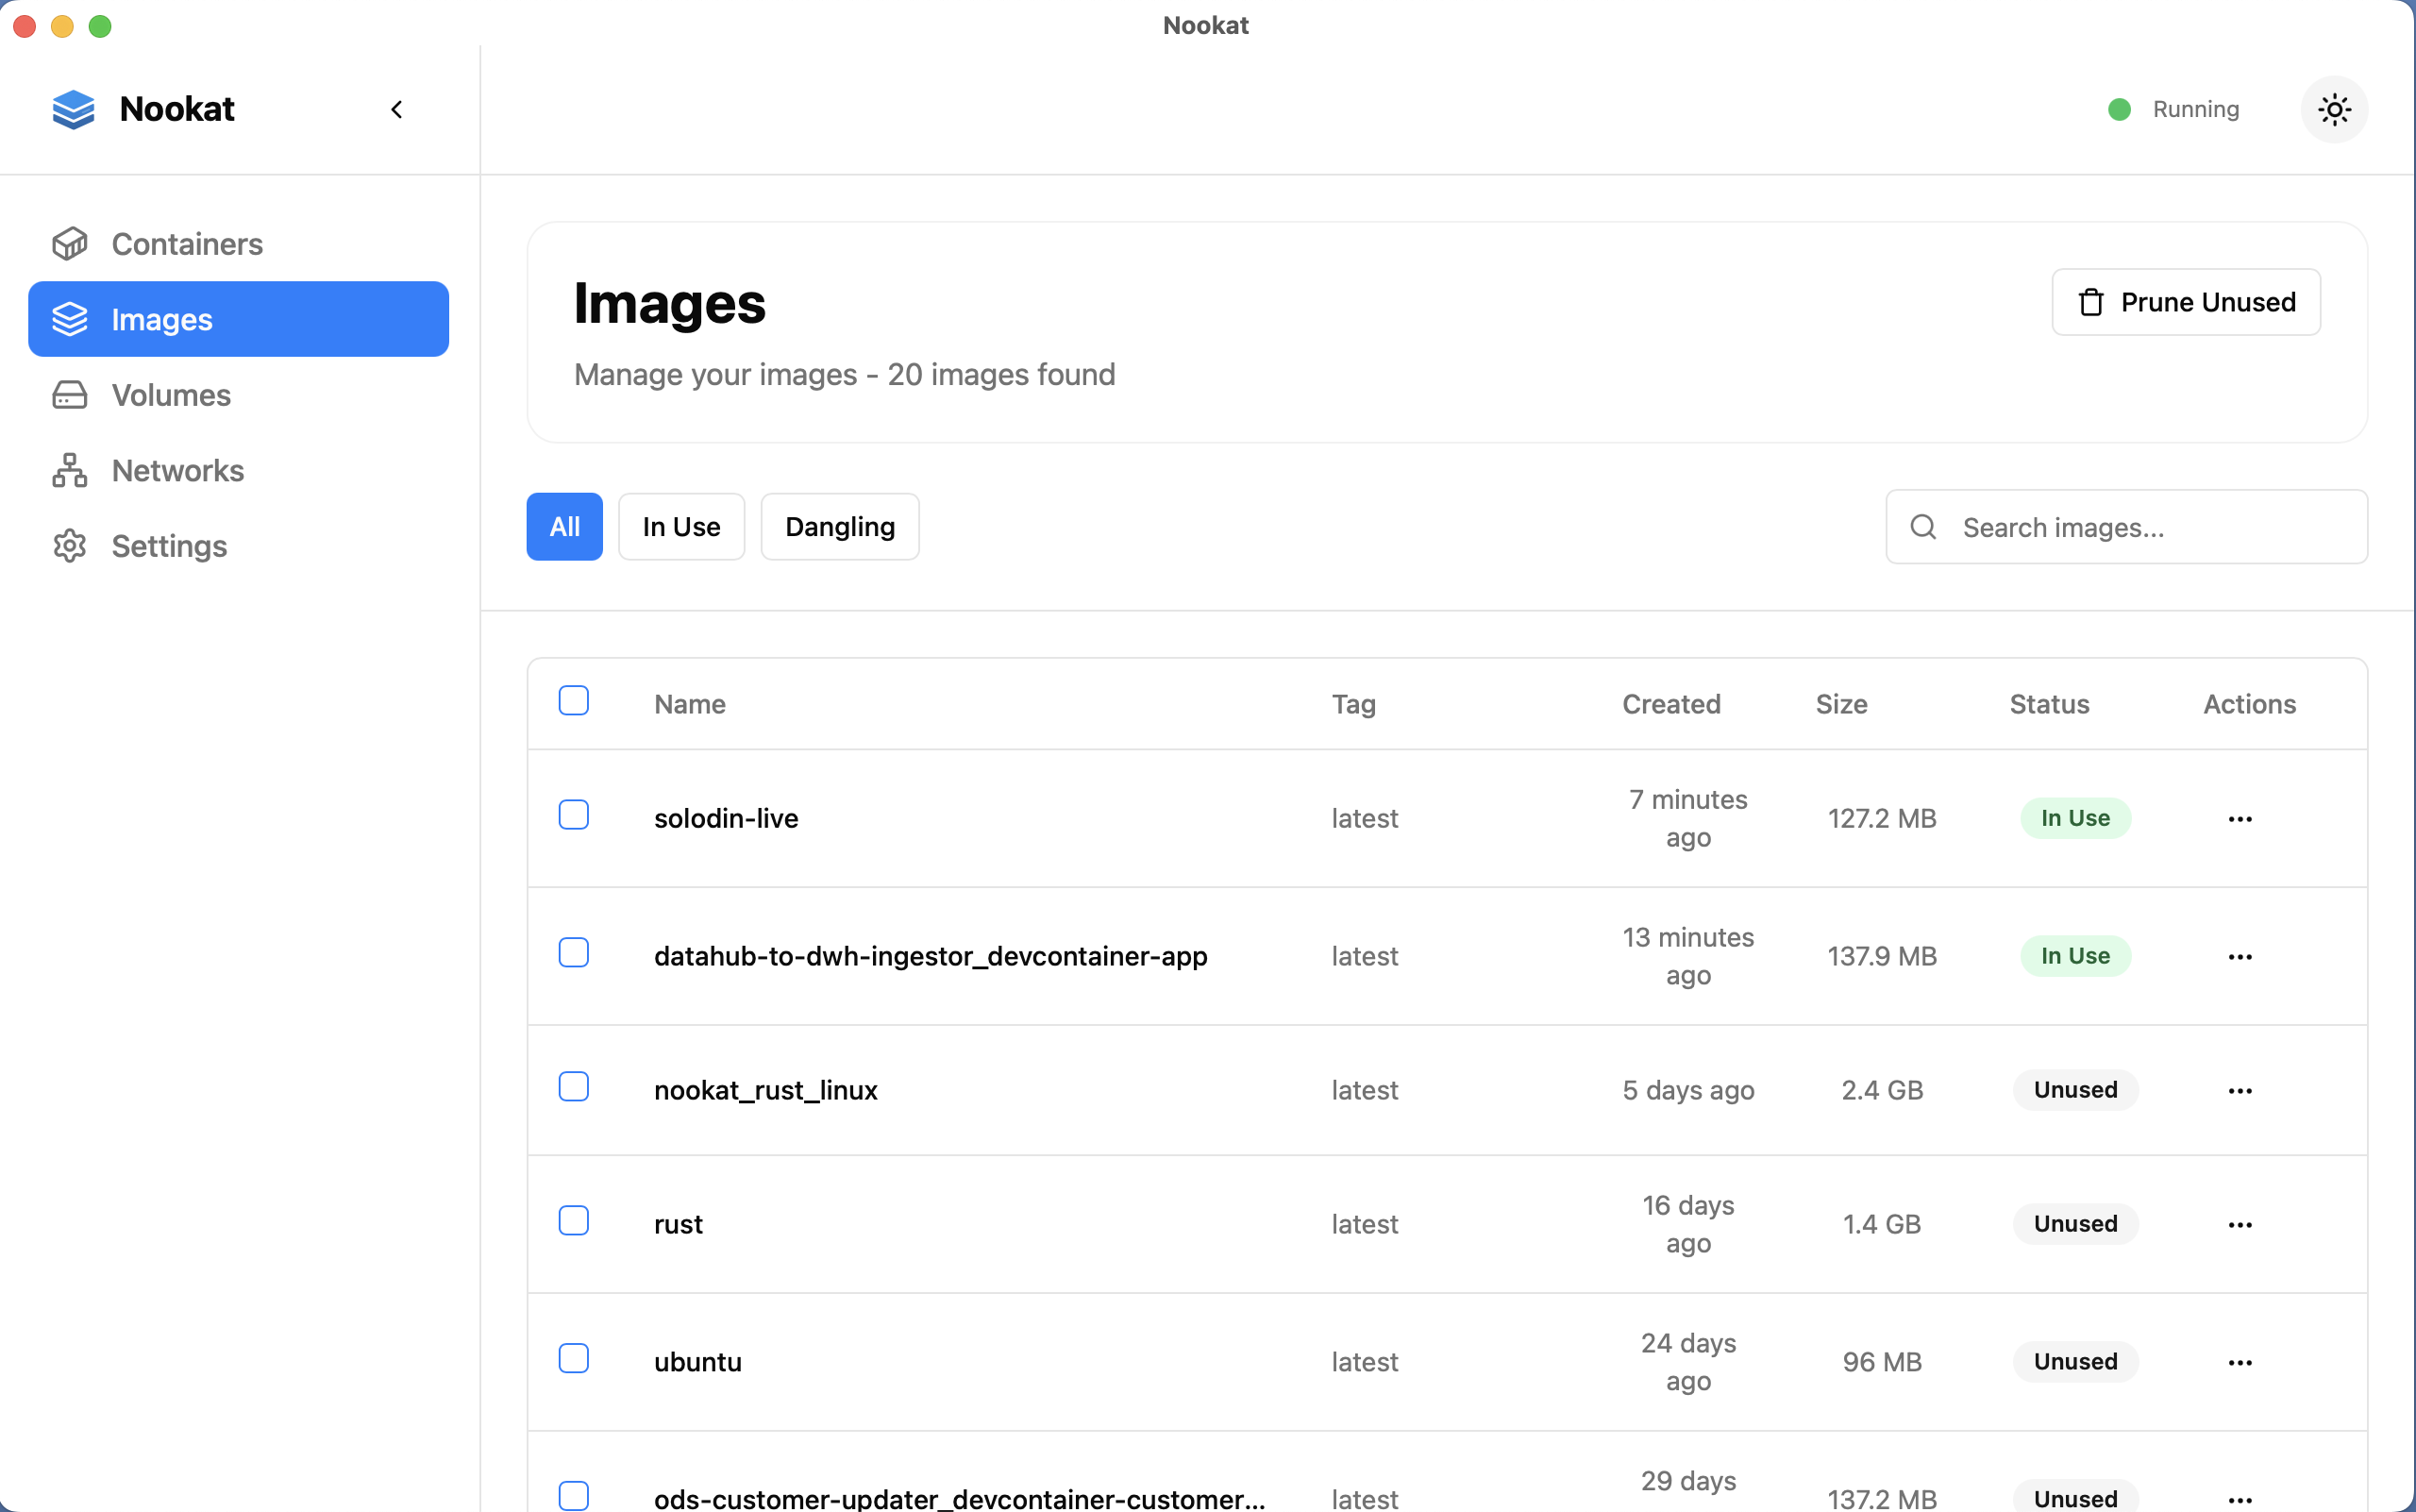 Nookat
Nookat
Running
Containers
Images
Volumes
Networks
Settings
Images
Prune Unused
Manage your images - 20 images found
All
In Use
Dangling
Search images...
Name Tag Created Size Status Actions
solodin-live latest 7 minutes ago 127.2 MB In Use
datahub-to-dwh-ingestor_devcontainer-app latest 13 minutes ago 137.9 MB In Use
nookat_rust_linux latest 5 days ago 2.4 GB Unused
rust latest 16 days ago 1.4 GB Unused
ubuntu latest 24 days ago 96 MB Unused
ods-customer-updater_devcontainer-customer... latest 29 days 137.2 MB Unused